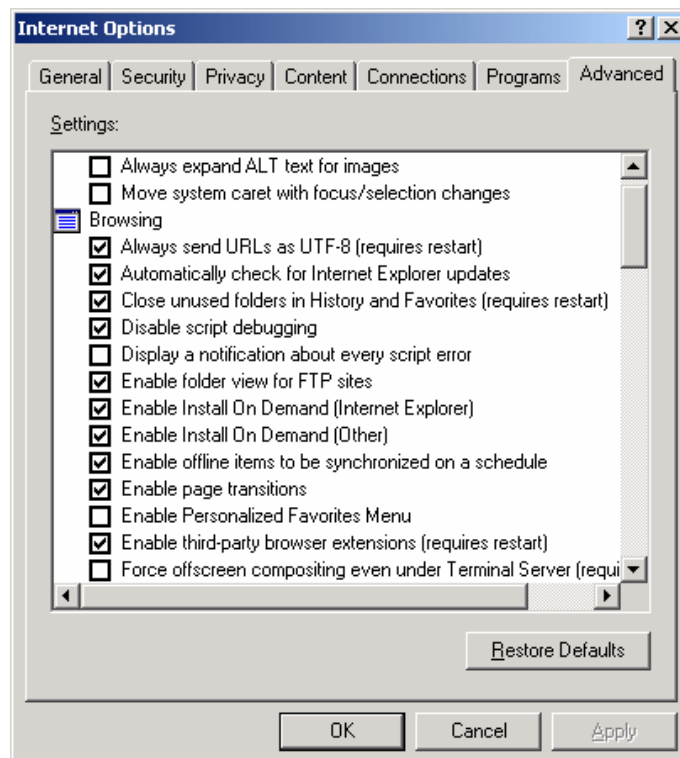 Internet Options
General Security Privacy Content Connections Programs Advanced
Settings:
Always expand ALT text for images
Move system caret with focus/selection changes
Browsing
Always send URLs as UTF-8 (requires restart)
Automatically check for Internet Explorer updates
Close unused folders in History and Favorites (requires restart)
Disable script debugging
Display a notification about every script error
Enable folder view for FTP sites
Enable Install On Demand (Internet Explorer)
Enable Install On Demand (Other)
Enable offline items to be synchronized on a schedule
Enable page transitions
Enable Personalized Favorites Menu
Enable third-party browser extensions (requires restart)
Force offscreen compositing even under Terminal Server (requi
Restore Defaults
OK Cancel Apply